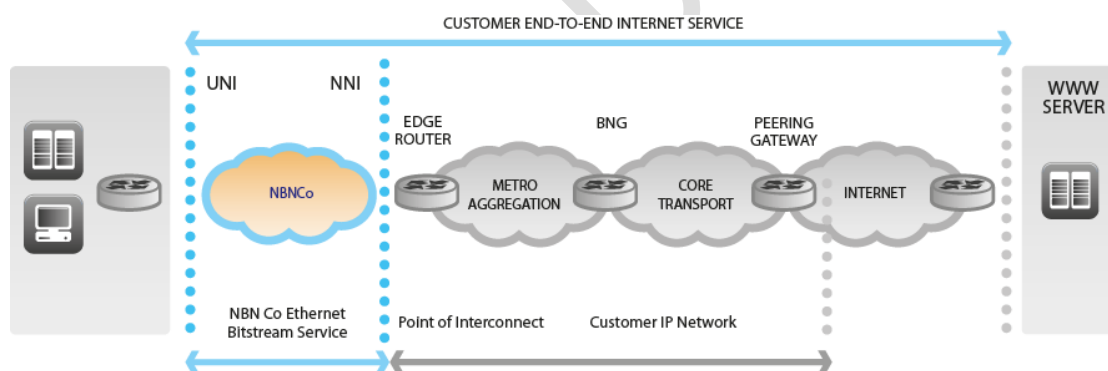 CUSTOMER END-TO-END INTERNET SERVICE
UNI
NNI
WWW
SERVER
EDGE
ROUTER
BNG
PEERING
GATEWAY
NBNCo
METRO
AGGREGATION
CORE
TRANSPORT
INTERNET
NBN Co Ethernet
Bitstream Service
Point of Interconnect
Customer IP Network